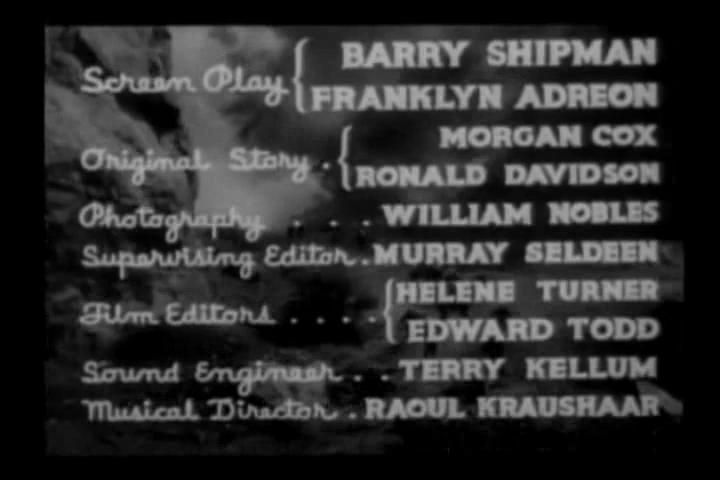 Screen Play { BARRY SHIPMAN
FRANKLYN ADREON
Original Story . { MORGAN COX
RONALD DAVIDSON
Photography . . . WILLIAM NOBLES
Supervising Editor . MURRAY SELDEEN
Film Editors . . . . { HELENE TURNER
EDWARD TODD
Sound Engineer . . TERRY KELLUM
Musical Director . RAOUL KRAUSHAAR